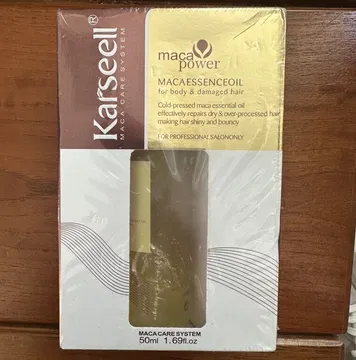 Karseell®
MACA CARE SYSTEM
maca
power
MACAESSENCEOIL
for body & damaged hair
Cold-pressed maca essential oil
effectively repairs dry & over-processed hair
making hair shiny and bouncy
FOR PROFESSIONAL SALONONLY
MACA CARE SYSTEM
50ml 1.69fl.oz